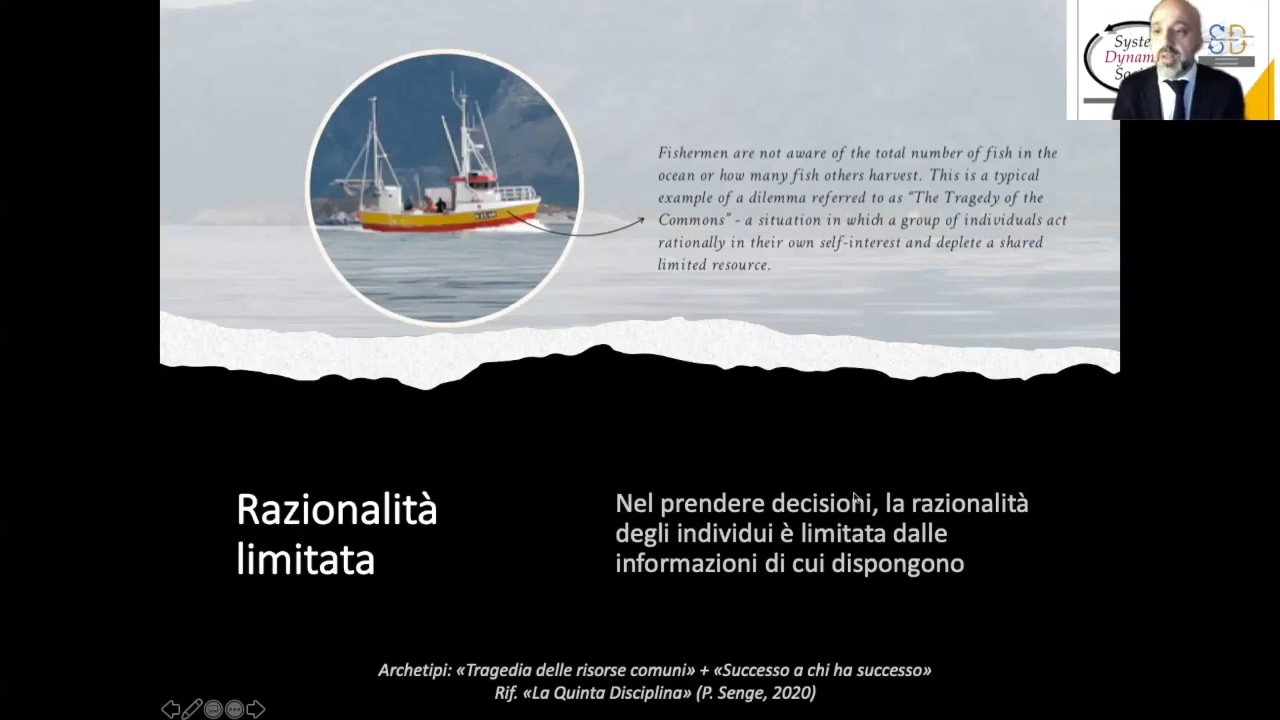 Syste
Dynam
So
SD
Fishermen are not aware of the total number of fish in the
ocean or how many fish others harvest. This is a typical
example of a dilemma referred to as "The Tragedy of the
Commons" - a situation in which a group of individuals act
rationally in their own self-interest and deplete a shared
limited resource.
Razionalità
limitata
Nel prendere decisioni, la razionalità
degli individui è limitata dalle
informazioni di cui dispongono
Archetipi: «Tragedia delle risorse comuni» + «Successo a chi ha successo»
Rif. «La Quinta Disciplina» (P. Senge, 2020)